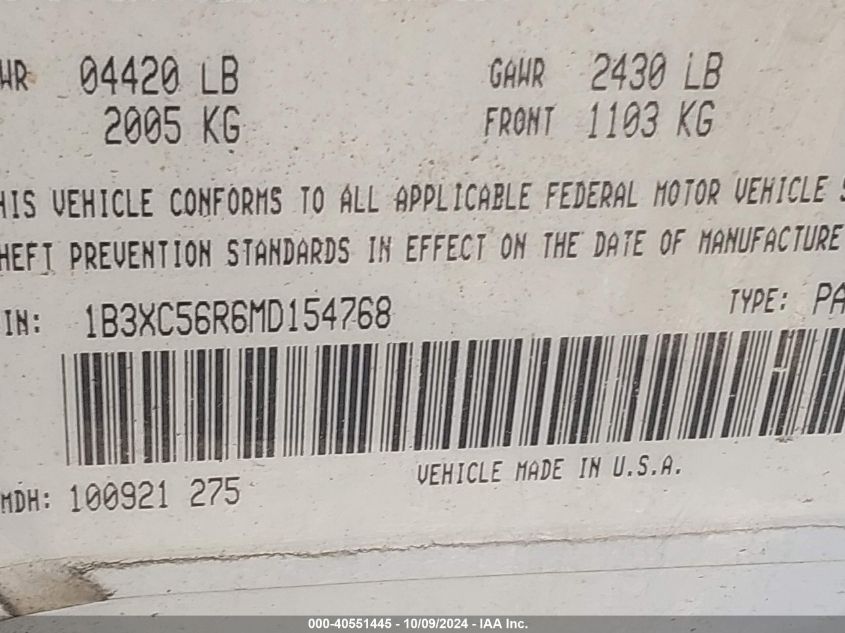 WR 04420 LB GAWR 2430 LB
2005 KG FRONT 1103 KG
HIS VEHICLE CONFORMS TO ALL APPLICABLE FEDERAL MOTOR VEHICLE S
HEFT PREVENTION STANDARDS IN EFFECT ON THE DATE OF MANUFACTURE
IN: 1B3XC56R6MD154768 TYPE: PA
MDH: 100921 275 VEHICLE MADE IN U.S.A.
000-40551445 - 10/09/2024 - IAA Inc.